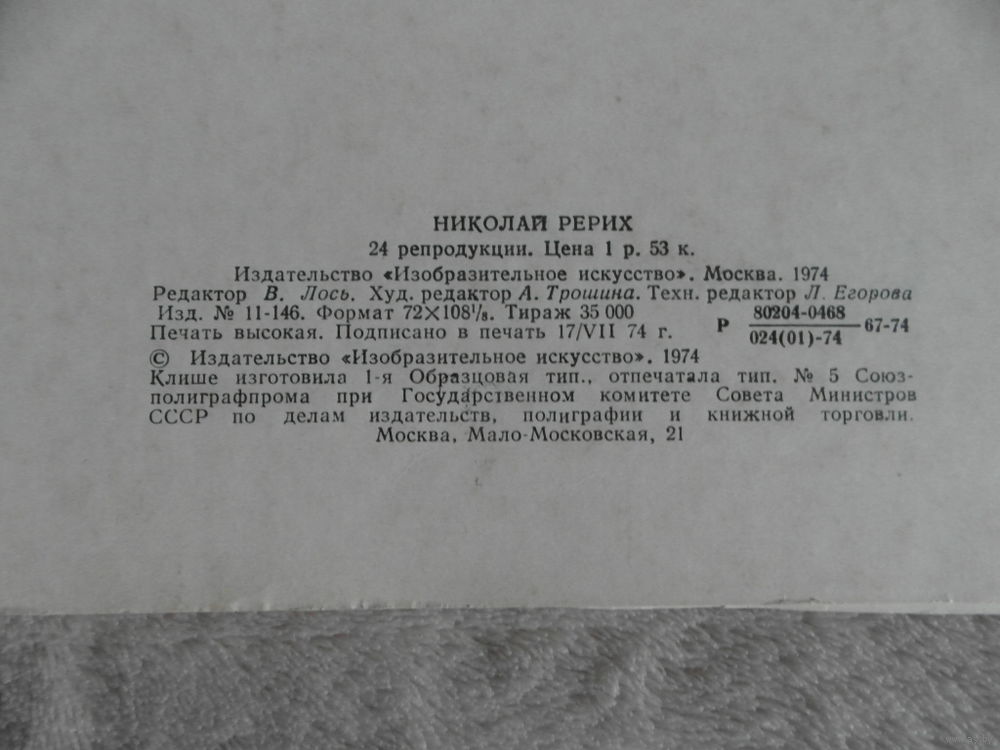 НИКОЛАЙ РЕРИХ
24 репродукции. Цена 1 р. 53 к.
Издательство «Изобразительное искусство». Москва. 1974
Редактор В. Лось. Худ. редактор А. Трошина. Техн. редактор Л. Егорова
Изд. № 11-146. Формат 72×108⅛. Тираж 35 000
Печать высокая. Подписано в печать 17/VII 74 г.
Р 80204-0468 67-74
024(01)-74
© Издательство «Изобразительное искусство». 1974
Клише изготовила 1-я Образцовая тип., отпечатала тип. № 5 Союз-
полиграфпрома при Государственном комитете Совета Министров
СССР по делам издательств, полиграфии и книжной торговли.
Москва, Мало-Московская, 21